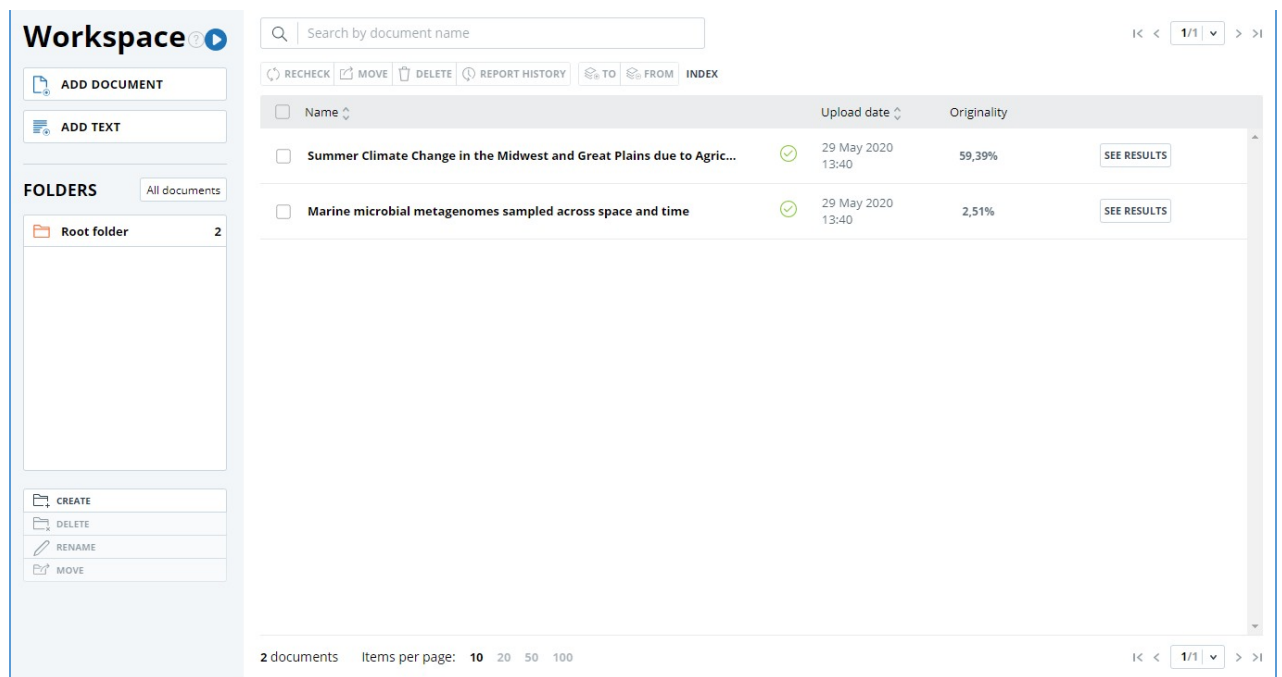 Workspace ?
ADD DOCUMENT
ADD TEXT
FOLDERS All documents
Root folder 2
CREATE
DELETE
RENAME
MOVE
Search by document name
1/1
RECHECK MOVE DELETE REPORT HISTORY TO FROM INDEX
Name Upload date Originality
Summer Climate Change in the Midwest and Great Plains due to Agric... 29 May 2020 13:40 59,39% SEE RESULTS
Marine microbial metagenomes sampled across space and time 29 May 2020 13:40 2,51% SEE RESULTS
2 documents Items per page: 10 20 50 100 1/1